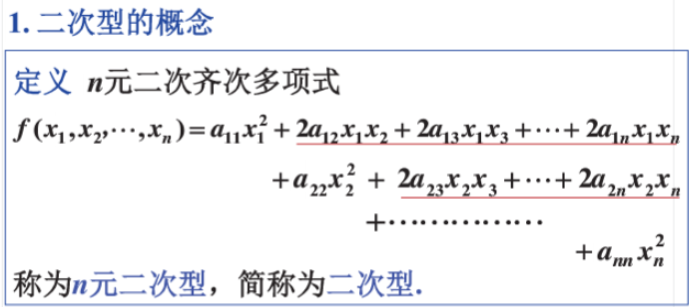 1. 二次型的概念
定义 n元二次齐次多项式
f(x₁,x₂,⋯,xₙ)=a₁₁x₁²+2a₁₂x₁x₂+2a₁₃x₁x₃+⋯+2a₁ₙx₁xₙ
+a₂₂x₂²+2a₂₃x₂x₃+⋯+2a₂ₙx₂xₙ
+⋯⋯⋯⋯⋯
+aₙₙxₙ²
称为n元二次型，简称为二次型.